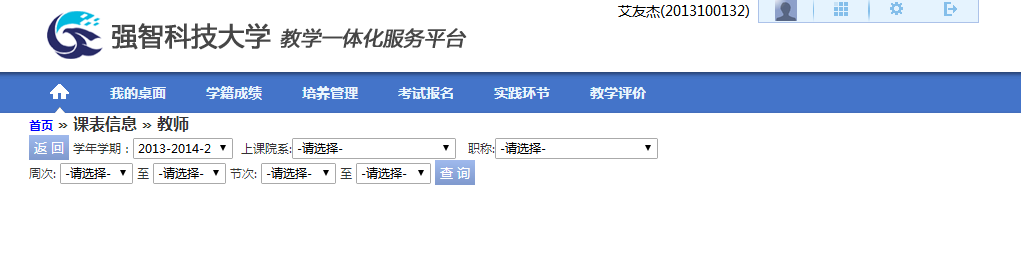 艾友杰(2013100132)
强智科技大学 教学一体化服务平台
我的桌面 学籍成绩 培养管理 考试报名 实践环节 教学评价
首页 » 课表信息 » 教师
返 回 学年学期：2013-2014-2 上课院系:-请选择- 职称:-请选择-
周次: -请选择- 至 -请选择- 节次: -请选择- 至 -请选择- 查 询